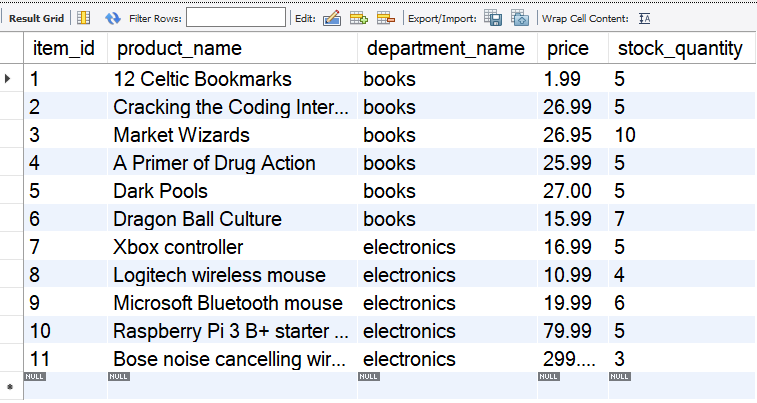 Result Grid Filter Rows: Edit: Export/Import: Wrap Cell Content: IA
item_id product_name department_name price stock_quantity
1 12 Celtic Bookmarks books 1.99 5
2 Cracking the Coding Inter... books 26.99 5
3 Market Wizards books 26.95 10
4 A Primer of Drug Action books 25.99 5
5 Dark Pools books 27.00 5
6 Dragon Ball Culture books 15.99 7
7 Xbox controller electronics 16.99 5
8 Logitech wireless mouse electronics 10.99 4
9 Microsoft Bluetooth mouse electronics 19.99 6
10 Raspberry Pi 3 B+ starter ... electronics 79.99 5
11 Bose noise cancelling wir... electronics 299.... 3
NULL NULL NULL NULL NULL